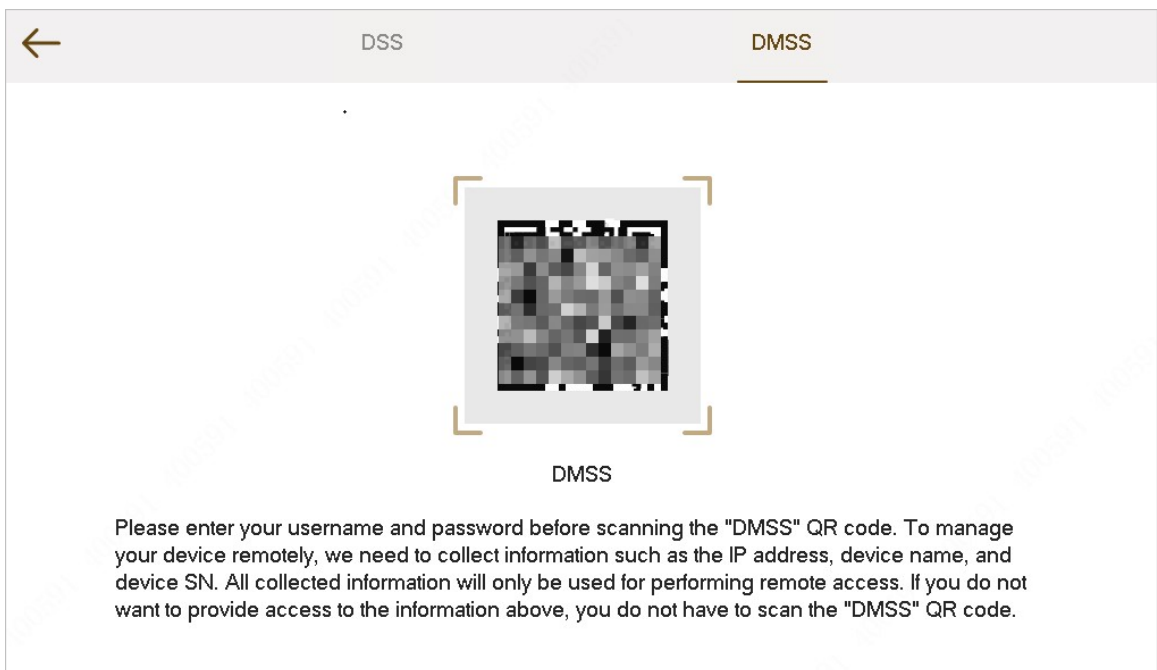 DSS
DMSS
DMSS
Please enter your username and password before scanning the "DMSS" QR code. To manage
your device remotely, we need to collect information such as the IP address, device name, and
device SN. All collected information will only be used for performing remote access. If you do not
want to provide access to the information above, you do not have to scan the "DMSS" QR code.